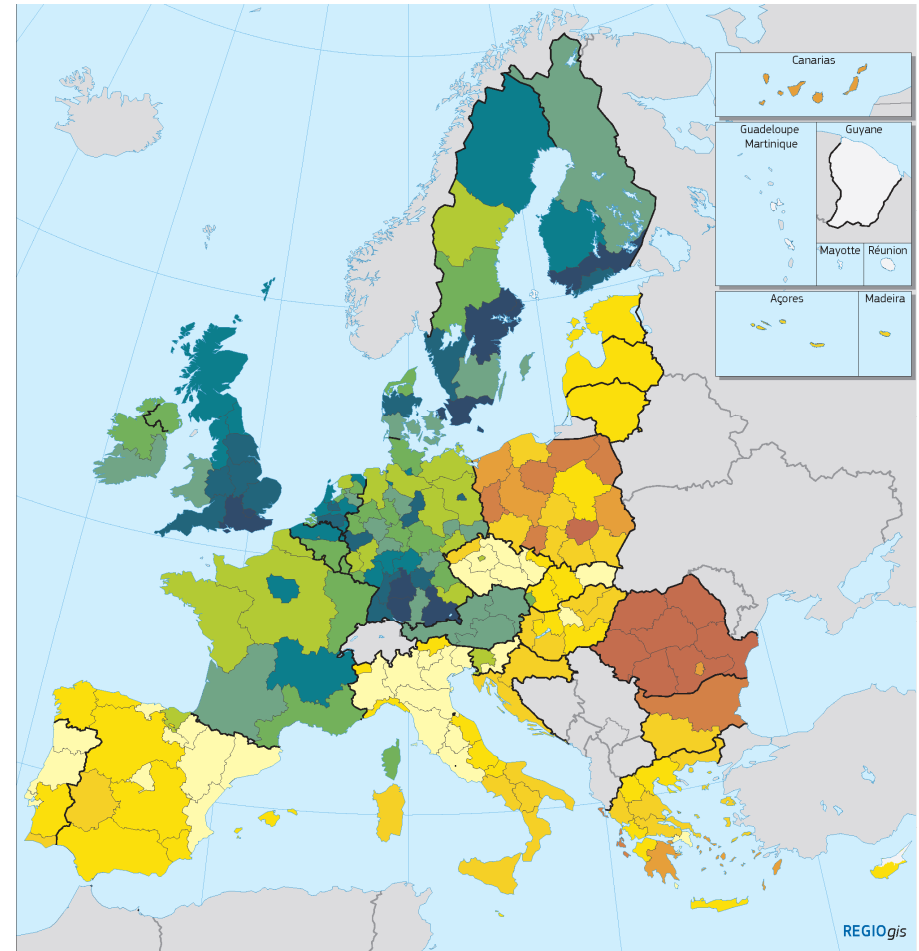 Canarias
Guadeloupe
Martinique
Guyane
Mayotte
Réunion
Açores
Madeira
REGIOgis